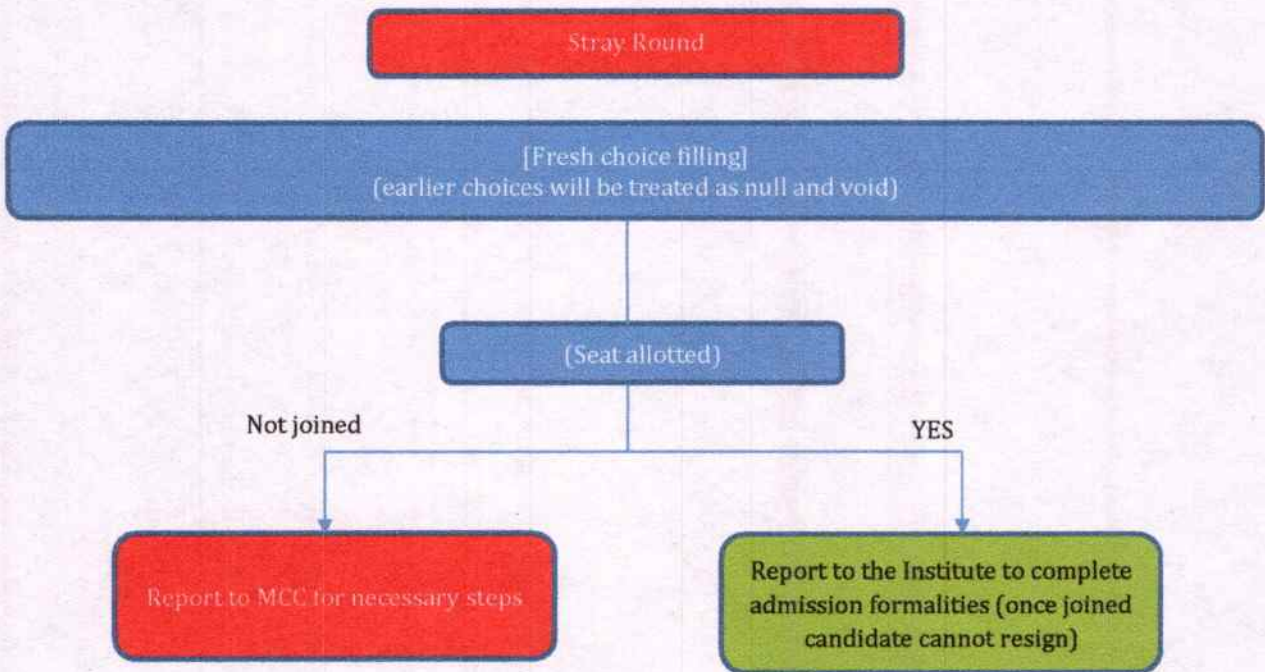 Stray Round
[Fresh choice filling]
(earlier choices will be treated as null and void)
(Seat allotted)
Not joined
YES
Report to MCC for necessary steps
Report to the Institute to complete
admission formalities (once joined
candidate cannot resign)